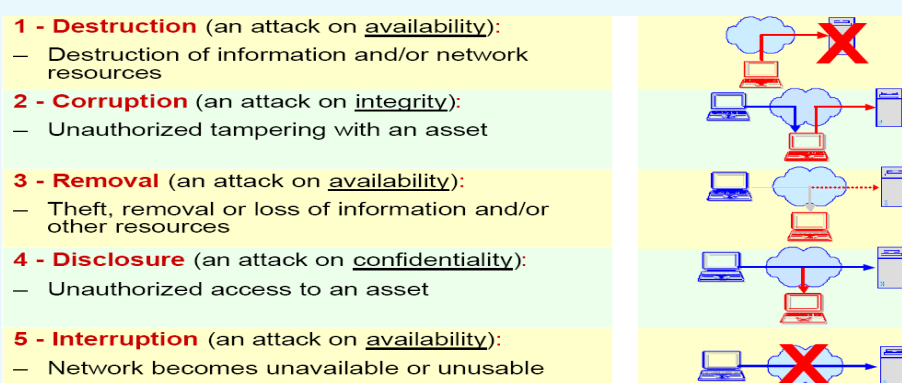 1 - Destruction (an attack on availability):
– Destruction of information and/or network
resources
2 - Corruption (an attack on integrity):
– Unauthorized tampering with an asset
3 - Removal (an attack on availability):
– Theft, removal or loss of information and/or
other resources
4 - Disclosure (an attack on confidentiality):
– Unauthorized access to an asset
5 - Interruption (an attack on availability):
– Network becomes unavailable or unusable